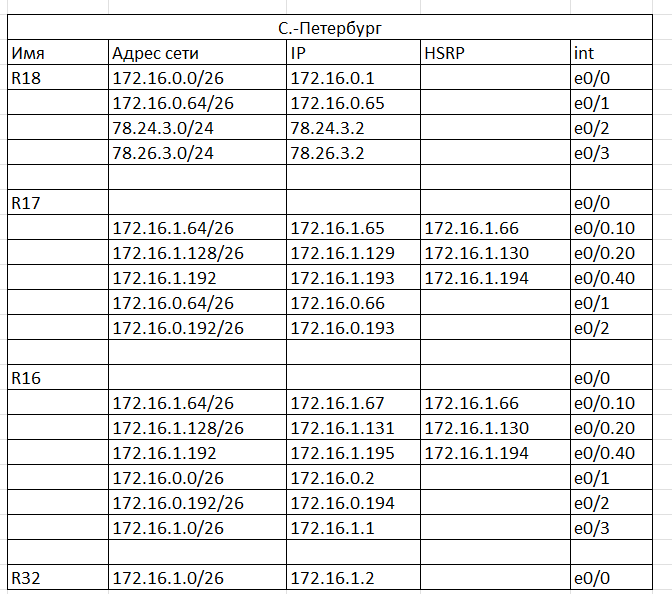 С.-Петербург
Имя Адрес сети IP HSRP int
R18 172.16.0.0/26 172.16.0.1 e0/0
172.16.0.64/26 172.16.0.65 e0/1
78.24.3.0/24 78.24.3.2 e0/2
78.26.3.0/24 78.26.3.2 e0/3
R17 e0/0
172.16.1.64/26 172.16.1.65 172.16.1.66 e0/0.10
172.16.1.128/26 172.16.1.129 172.16.1.130 e0/0.20
172.16.1.192 172.16.1.193 172.16.1.194 e0/0.40
172.16.0.64/26 172.16.0.66 e0/1
172.16.0.192/26 172.16.0.193 e0/2
R16 e0/0
172.16.1.64/26 172.16.1.67 172.16.1.66 e0/0.10
172.16.1.128/26 172.16.1.131 172.16.1.130 e0/0.20
172.16.1.192 172.16.1.195 172.16.1.194 e0/0.40
172.16.0.0/26 172.16.0.2 e0/1
172.16.0.192/26 172.16.0.194 e0/2
172.16.1.0/26 172.16.1.1 e0/3
R32 172.16.1.0/26 172.16.1.2 e0/0